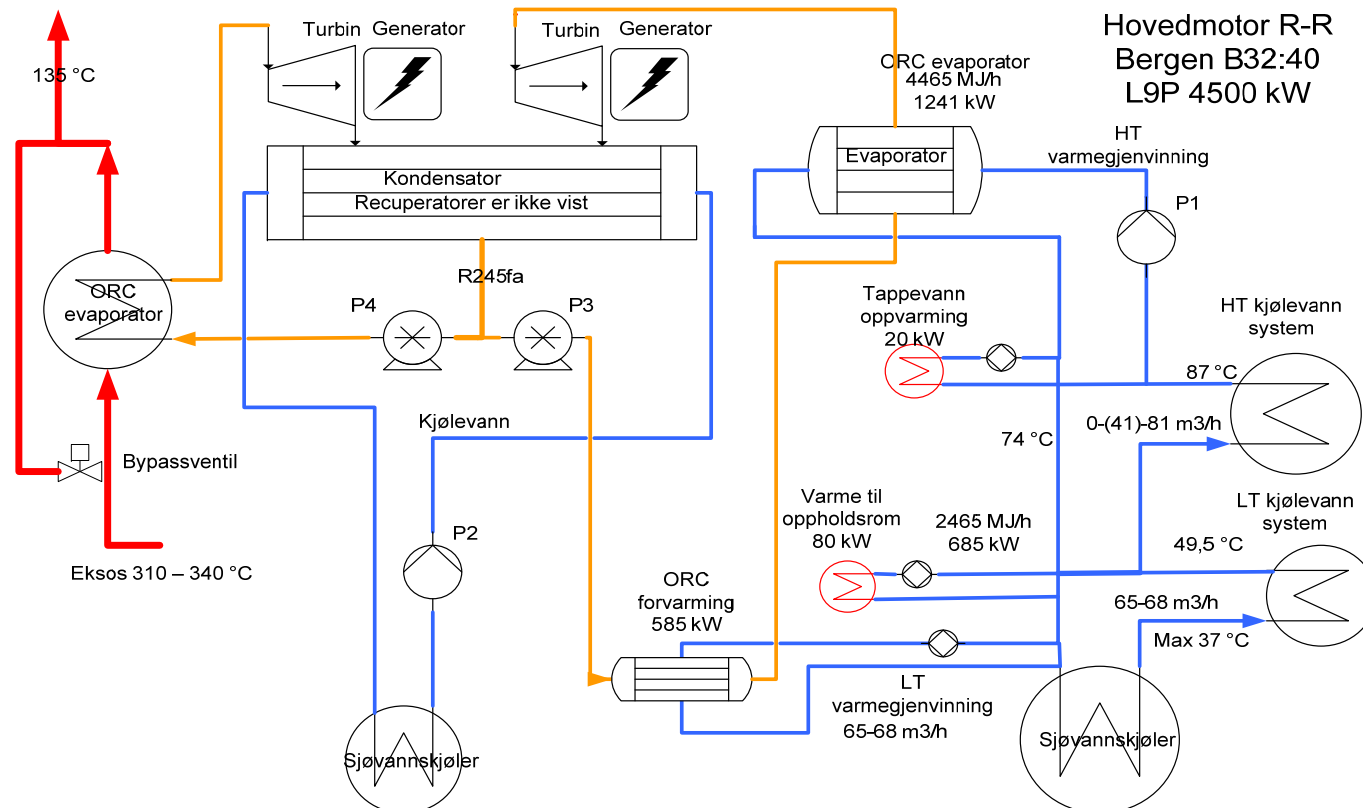 Hovedmotor R-R
Bergen B32:40
L9P 4500 kW
Turbin
Generator
Turbin
Generator
135 °C
ORC evaporator
4465 MJ/h
1241 kW
HT
varmegjenvinning
Evaporator
Kondensator
Recuperatorer er ikke vist
P1
ORC
evaporator
R245fa
P4
P3
Tappevann
oppvarming
20 kW
HT kjølevann
system
87 °C
Kjølevann
0-(41)-81 m3/h
74 °C
Bypassventil
Varme til
oppholdsrom
80 kW
2465 MJ/h
685 kW
LT kjølevann
system
P2
49,5 °C
Eksos 310 – 340 °C
ORC
forvarming
585 kW
65-68 m3/h
Max 37 °C
LT
varmegjenvinning
65-68 m3/h
Sjøvannskjøler
Sjøvannskjøler